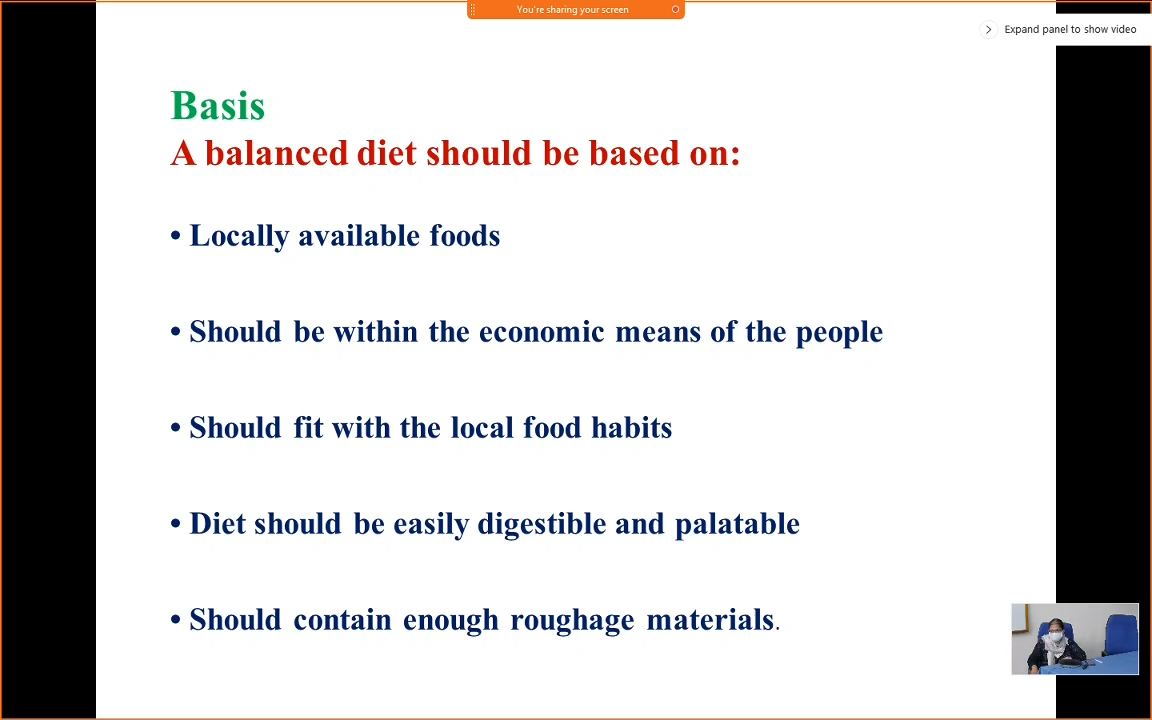 You're sharing your screen
Expand panel to show video
Basis
A balanced diet should be based on:
• Locally available foods
• Should be within the economic means of the people
• Should fit with the local food habits
• Diet should be easily digestible and palatable
• Should contain enough roughage materials.